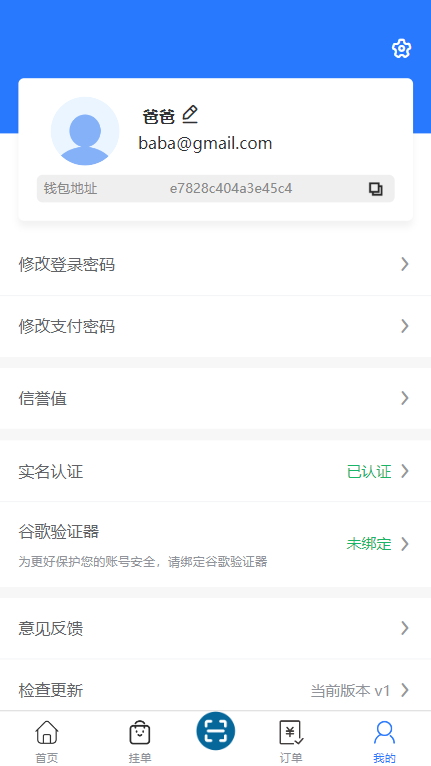 爸爸
baba@gmail.com
钱包地址 e7828c404a3e45c4
修改登录密码
修改支付密码
信誉值
实名认证 已认证
谷歌验证器
未绑定
为更好保护您的账号安全，请绑定谷歌验证器
意见反馈
检查更新 当前版本 v1
首页 挂单 订单 我的